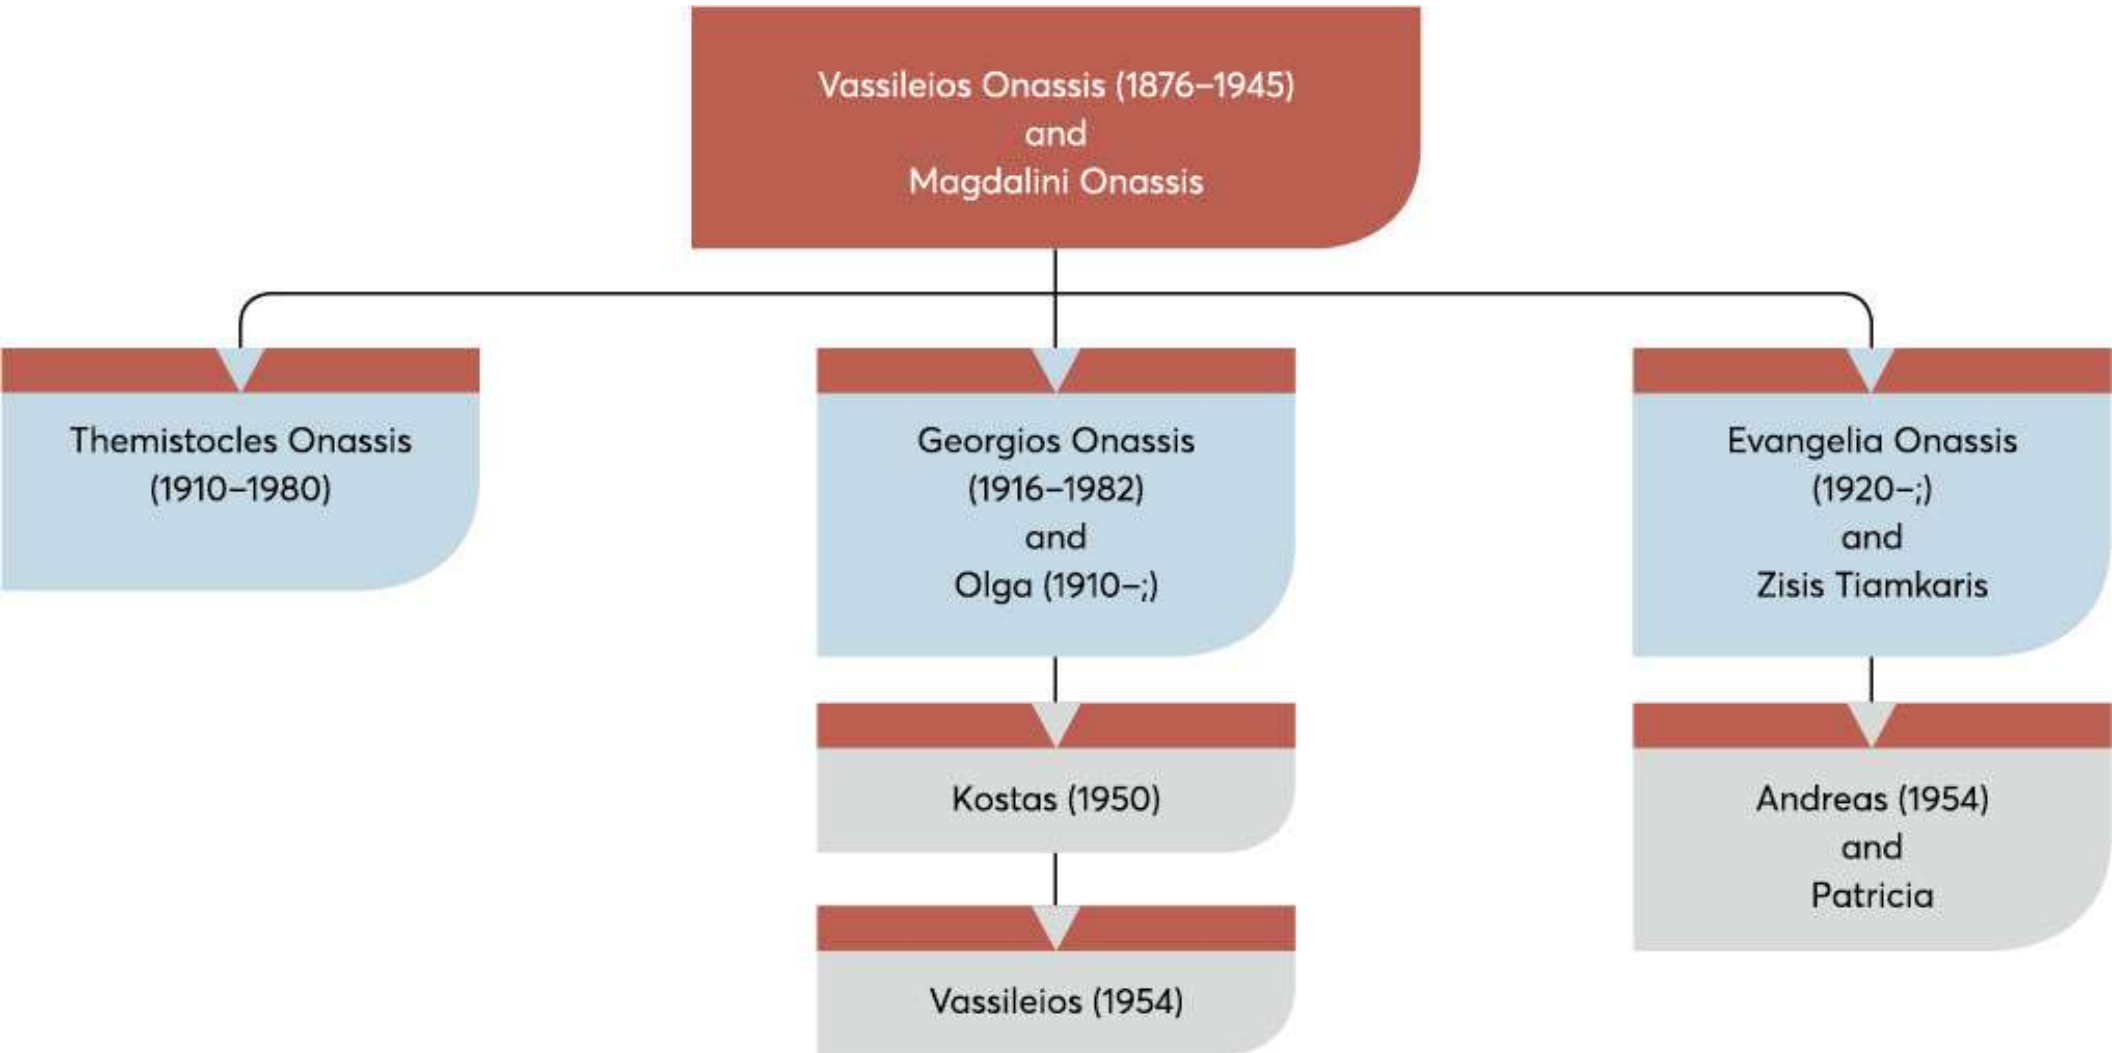 Vassileios Onassis (1876–1945)
and
Magdalini Onassis
Themistocles Onassis
(1910–1980)
Georgios Onassis
(1916–1982)
and
Olga (1910–;)
Evangelia Onassis
(1920–;)
and
Zisis Tiamkaris
Kostas (1950)
Vassileios (1954)
Andreas (1954)
and
Patricia